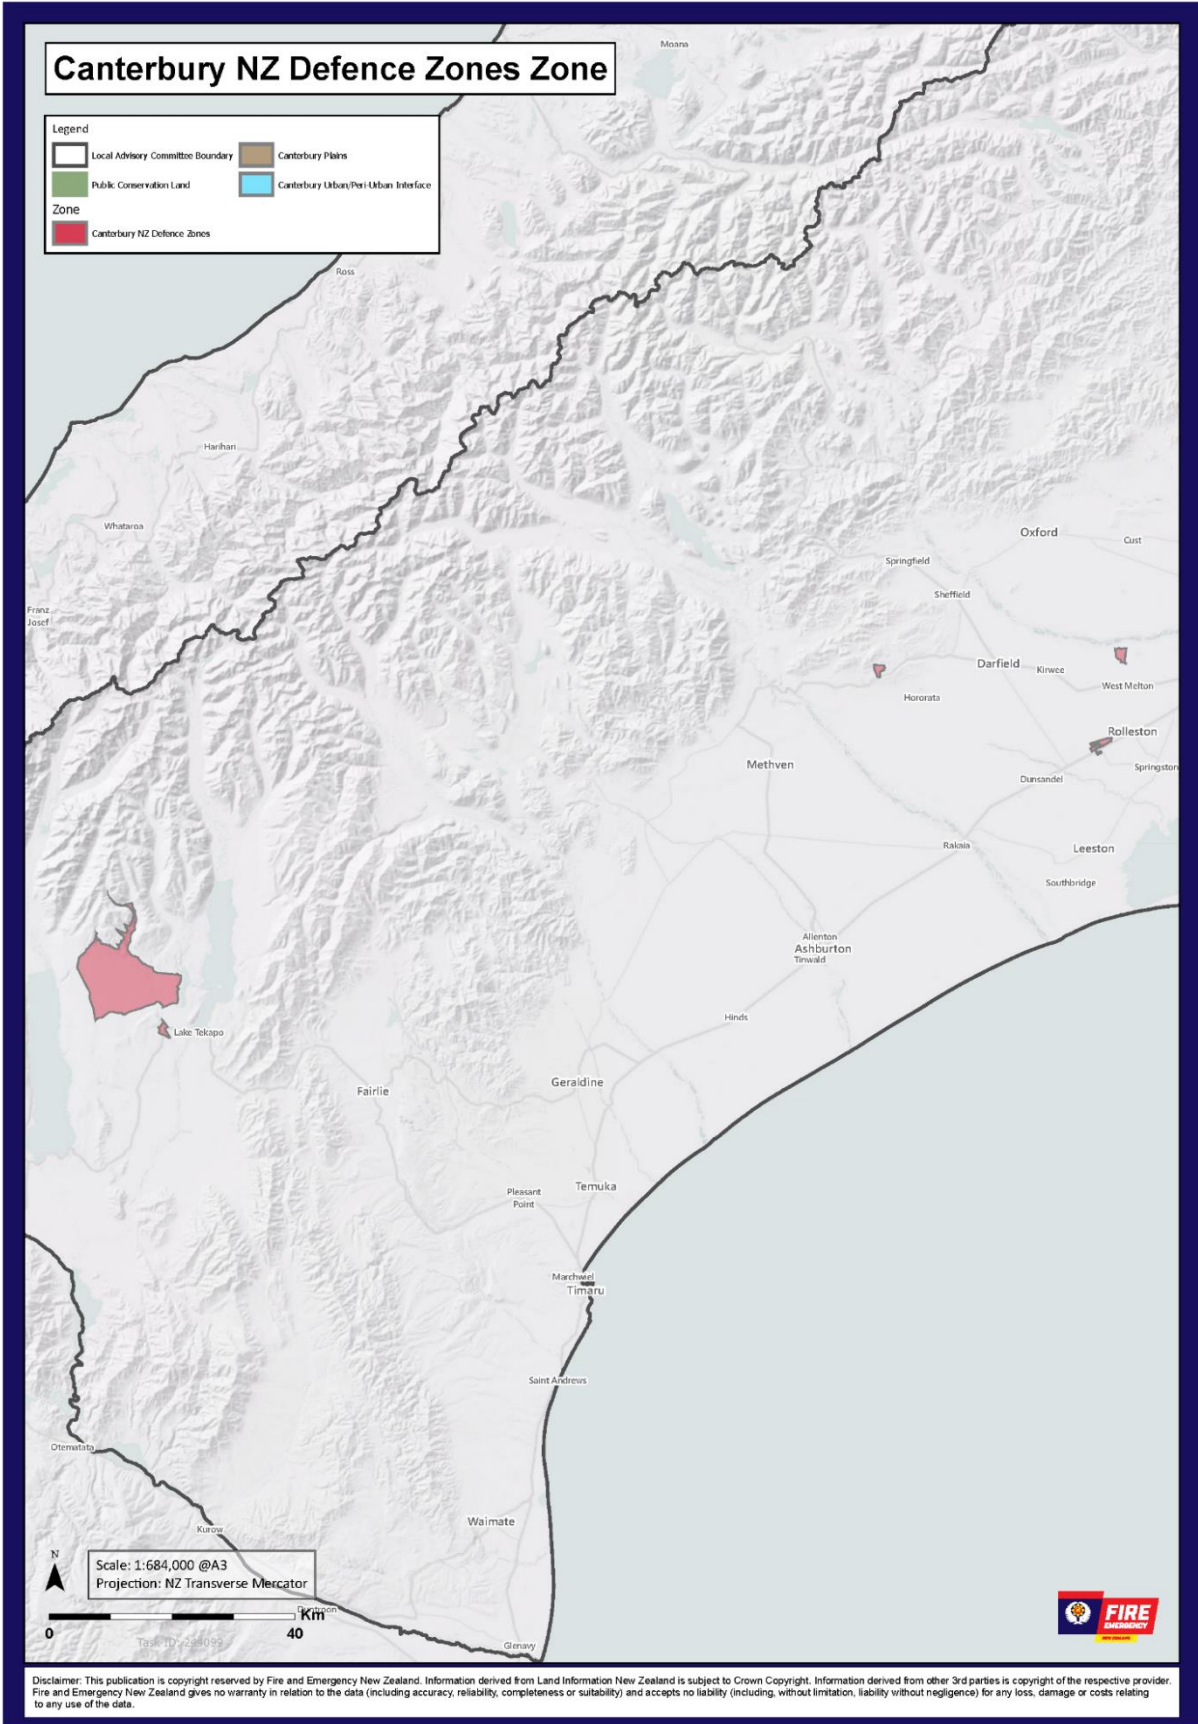 Canterbury NZ Defence Zones Zone
Legend
Local Advisory Committee Boundary
Canterbury Plains
Public Conservation Land
Canterbury Urban/Peri-Urban Interface
Zone
Canterbury NZ Defence Zones
Moana
Ross
Harihari
Whataroa
Franz
Josef
Oxford
Cust
Springfield
Sheffield
Darfield
Kirwee
West Melton
Hororata
Rolleston
Springston
Methven
Dunsandel
Rakaia
Leeston
Southbridge
Allenton
Ashburton
Tinwald
Hinds
Lake Tekapo
Geraldine
Fairlie
Temuka
Pleasant
Point
Marchwiel
Timaru
Saint Andrews
Otematata
Waimate
Kurow
N
Scale: 1:684,000 @A3
Projection: NZ Transverse Mercator
Duntroon
Km
0
40
Task ID: 244099
Glenavy
FIRE
EMERGENCY
NEW ZEALAND
Disclaimer: This publication is copyright reserved by Fire and Emergency New Zealand. Information derived from Land Information New Zealand is subject to Crown Copyright. Information derived from other 3rd parties is copyright of the respective provider.
Fire and Emergency New Zealand gives no warranty in relation to the data (including accuracy, reliability, completeness or suitability) and accepts no liability (including, without limitation, liability without negligence) for any loss, damage or costs relating
to any use of the data.